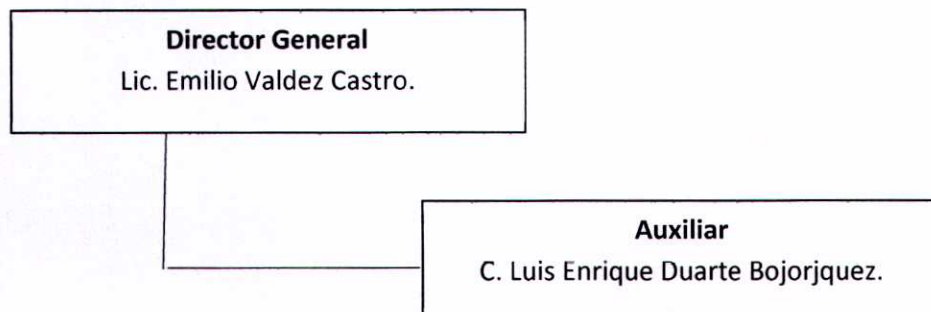 Director General
Lic. Emilio Valdez Castro.
Auxiliar
C. Luis Enrique Duarte Bojorjquez.